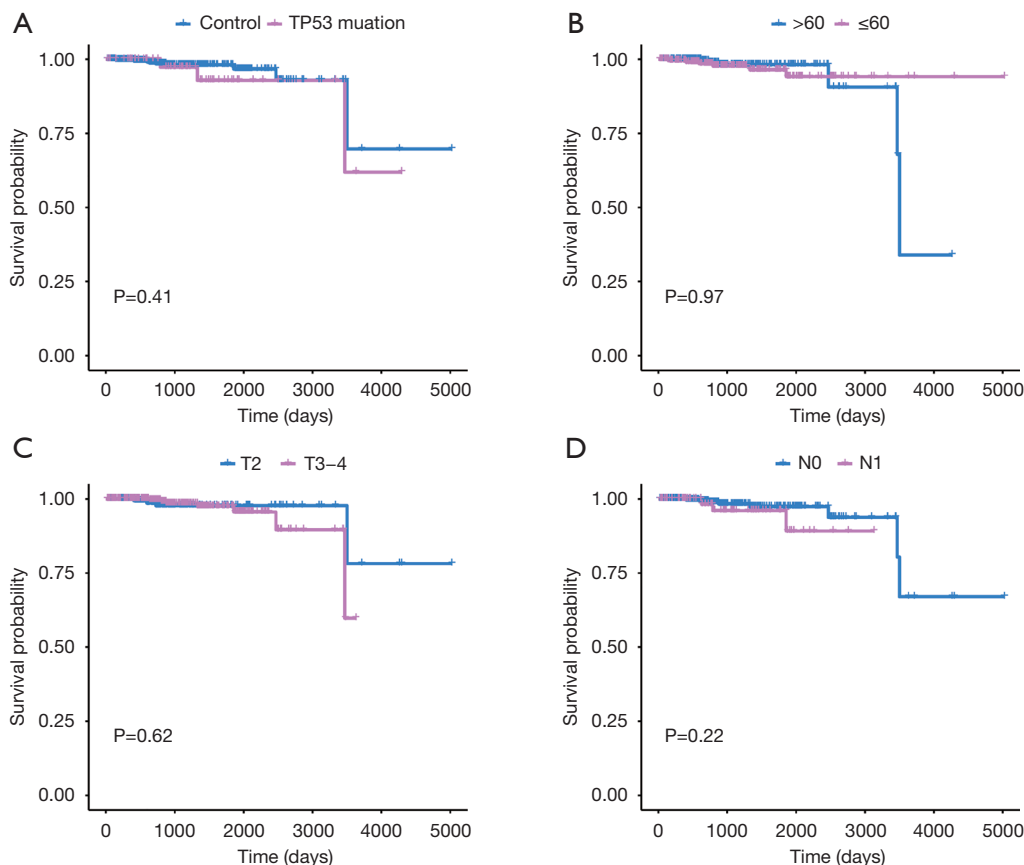 A
Control TP53 muation
1.00
0.75
0.50
0.25
0.00
Survival probability
P=0.41
0 1000 2000 3000 4000 5000
Time (days)
B
>60 ≤60
1.00
0.75
0.50
0.25
0.00
Survival probability
P=0.97
0 1000 2000 3000 4000 5000
Time (days)
C
T2 T3–4
1.00
0.75
0.50
0.25
0.00
Survival probability
P=0.62
0 1000 2000 3000 4000 5000
Time (days)
D
N0 N1
1.00
0.75
0.50
0.25
0.00
Survival probability
P=0.22
0 1000 2000 3000 4000 5000
Time (days)